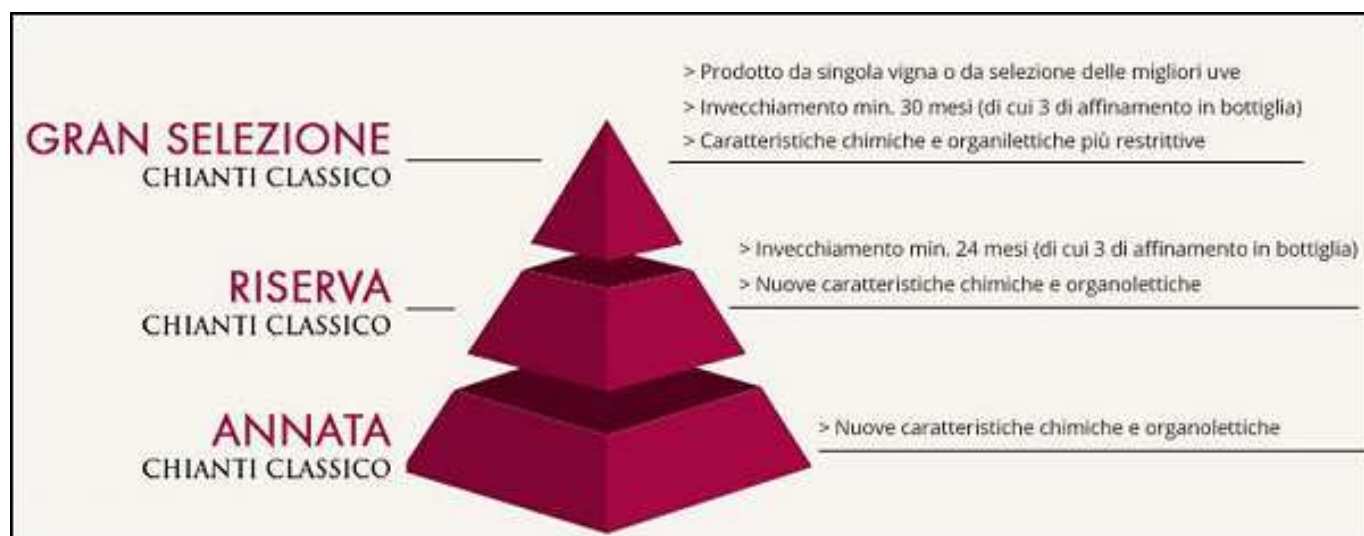 GRAN SELEZIONE
CHIANTI CLASSICO
> Prodotto da singola vigna o da selezione delle migliori uve
> Invecchiamento min. 30 mesi (di cui 3 di affinamento in bottiglia)
> Caratteristiche chimiche e organilettiche più restrittive
RISERVA
CHIANTI CLASSICO
> Invecchiamento min. 24 mesi (di cui 3 di affinamento in bottiglia)
> Nuove caratteristiche chimiche e organolettiche
ANNATA
CHIANTI CLASSICO
> Nuove caratteristiche chimiche e organolettiche